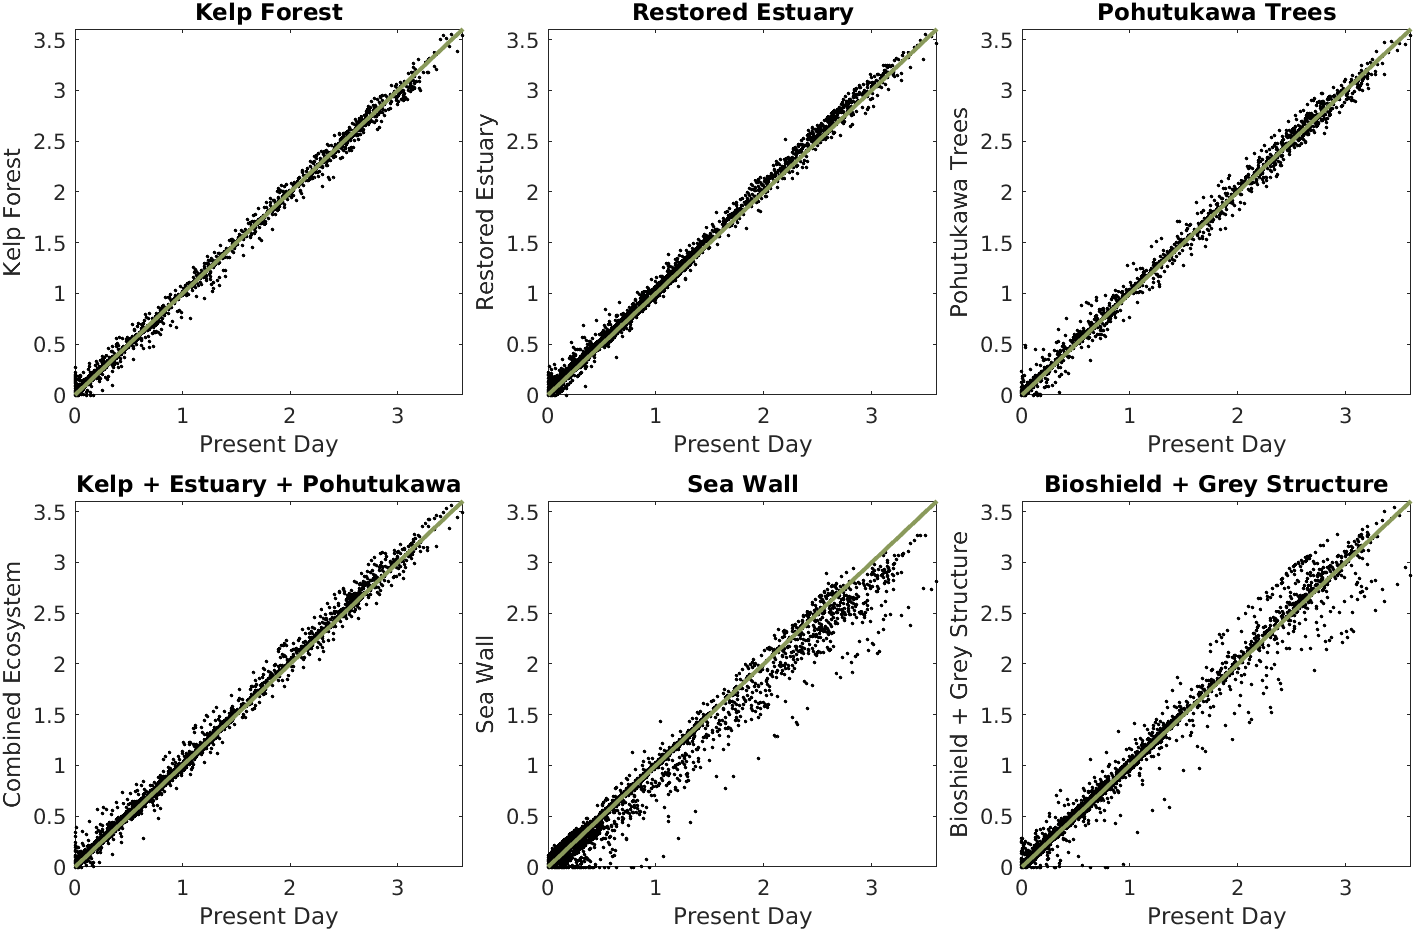 Kelp Forest
3.5
3
2.5
2
1.5
1
0.5
0
Kelp Forest
0 1 2 3
Present Day
Restored Estuary
3.5
3
2.5
2
1.5
1
0.5
0
Restored Estuary
0 1 2 3
Present Day
Pohutukawa Trees
3.5
3
2.5
2
1.5
1
0.5
0
Pohutukawa Trees
0 1 2 3
Present Day
Kelp + Estuary + Pohutukawa
3.5
3
2.5
2
1.5
1
0.5
0
Combined Ecosystem
0 1 2 3
Present Day
Sea Wall
3.5
3
2.5
2
1.5
1
0.5
0
Sea Wall
0 1 2 3
Present Day
Bioshield + Grey Structure
3.5
3
2.5
2
1.5
1
0.5
0
Bioshield + Grey Structure
0 1 2 3
Present Day